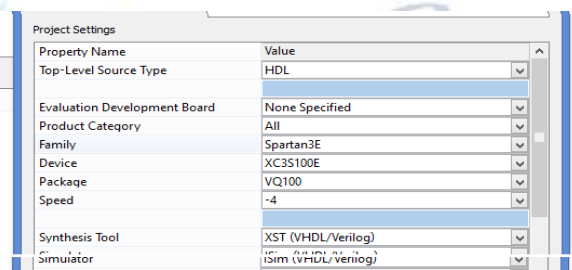 Project Settings
Property Name Value
Top-Level Source Type HDL
Evaluation Development Board None Specified
Product Category All
Family Spartan3E
Device XC3S100E
Package VQ100
Speed -4
Synthesis Tool XST (VHDL/Verilog)
Simulator ISim (VHDL/Verilog)